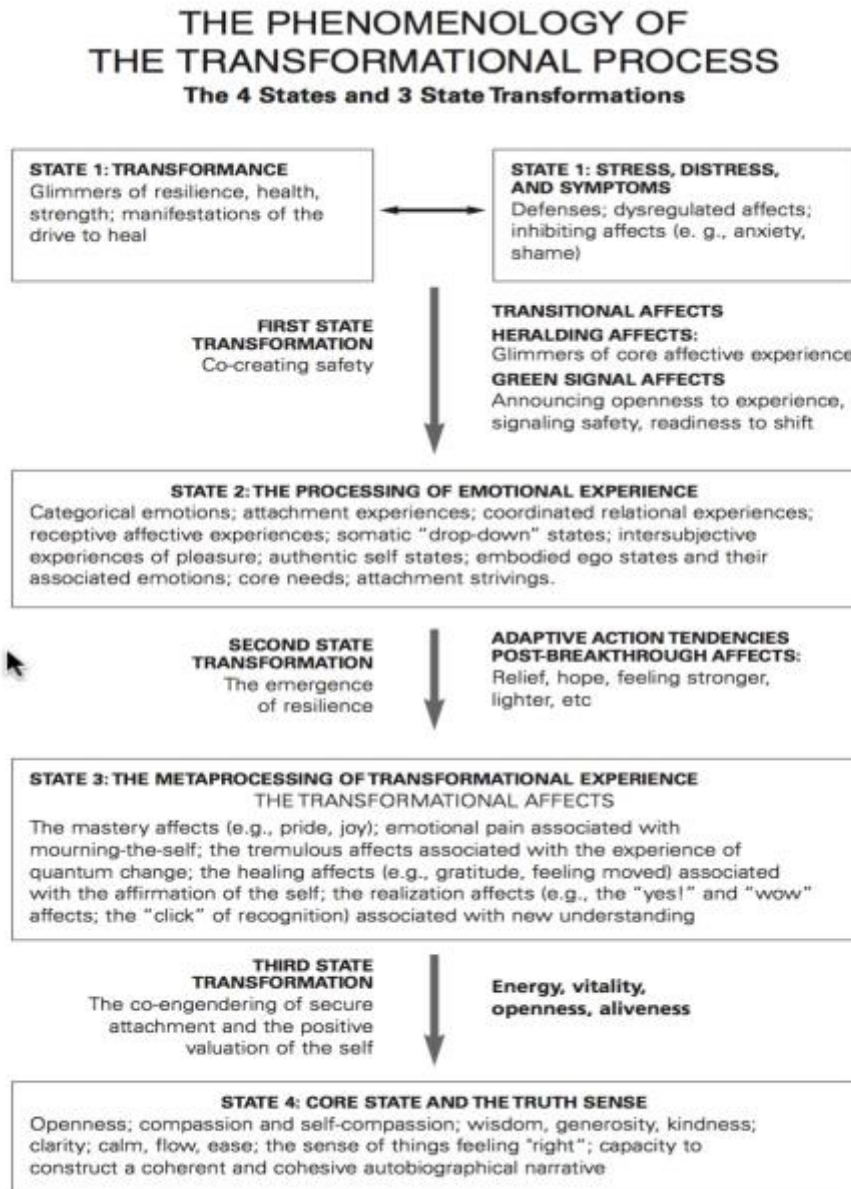 THE PHENOMENOLOGY OF
THE TRANSFORMATIONAL PROCESS
The 4 States and 3 State Transformations
STATE 1: TRANSFORMANCE
Glimmers of resilience, health,
strength; manifestations of the
drive to heal
STATE 1: STRESS, DISTRESS,
AND SYMPTOMS
Defenses; dysregulated affects;
inhibiting affects (e. g., anxiety,
shame)
FIRST STATE
TRANSFORMATION
Co-creating safety
TRANSITIONAL AFFECTS
HERALDING AFFECTS:
Glimmers of core affective experience
GREEN SIGNAL AFFECTS
Announcing openness to experience,
signaling safety, readiness to shift
STATE 2: THE PROCESSING OF EMOTIONAL EXPERIENCE
Categorical emotions; attachment experiences; coordinated relational experiences;
receptive affective experiences; somatic “drop-down” states; intersubjective
experiences of pleasure; authentic self states; embodied ego states and their
associated emotions; core needs; attachment strivings.
SECOND STATE
TRANSFORMATION
The emergence
of resilience
ADAPTIVE ACTION TENDENCIES
POST-BREAKTHROUGH AFFECTS:
Relief, hope, feeling stronger,
lighter, etc
STATE 3: THE METAPROCESSING OF TRANSFORMATIONAL EXPERIENCE
THE TRANSFORMATIONAL AFFECTS
The mastery affects (e.g., pride, joy); emotional pain associated with
mourning-the-self; the tremulous affects associated with the experience of
quantum change; the healing affects (e.g., gratitude, feeling moved) associated
with the affirmation of the self; the realization affects (e.g., the “yes!” and “wow”
affects; the “click” of recognition) associated with new understanding
THIRD STATE
TRANSFORMATION
The co-engendering of secure
attachment and the positive
valuation of the self
Energy, vitality,
openness, aliveness
STATE 4: CORE STATE AND THE TRUTH SENSE
Openness; compassion and self-compassion; wisdom, generosity, kindness;
clarity; calm, flow, ease; the sense of things feeling "right"; capacity to
construct a coherent and cohesive autobiographical narrative